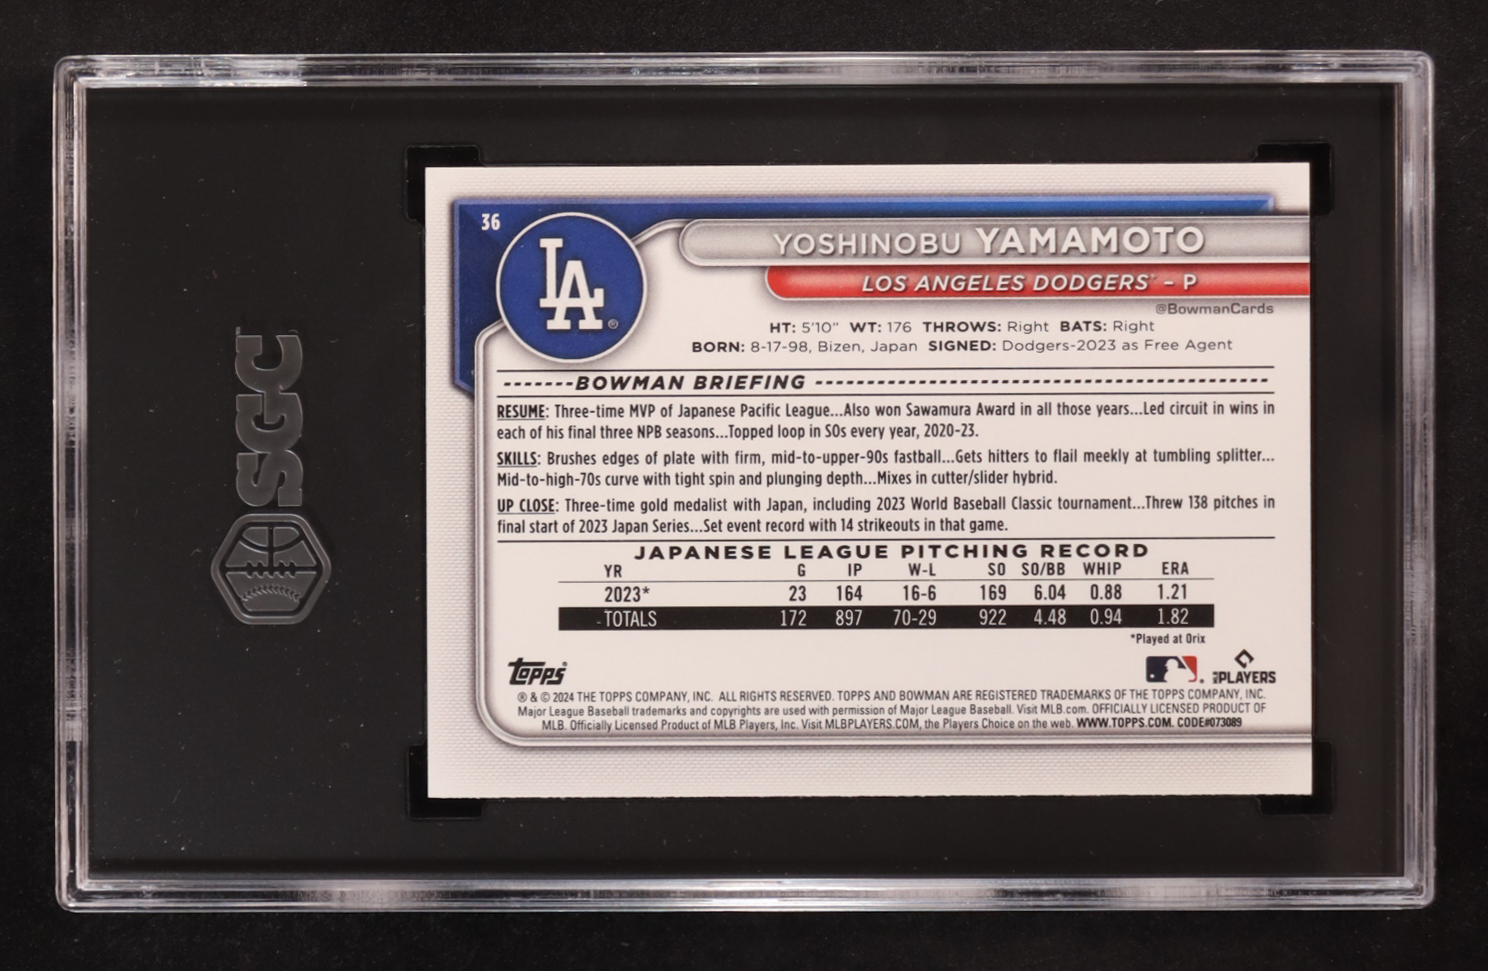 SGC
36
LA®
YOSHINOBU YAMAMOTO
LOS ANGELES DODGERS™ - P
@BowmanCards
HT: 5'10" WT: 176 THROWS: Right BATS: Right
BORN: 8-17-98, Bizen, Japan SIGNED: Dodgers-2023 as Free Agent
-------BOWMAN BRIEFING --------------------------------------------
RESUME: Three-time MVP of Japanese Pacific League...Also won Sawamura Award in all those years...Led circuit in wins in
each of his final three NPB seasons...Topped loop in SOs every year, 2020-23.
SKILLS: Brushes edges of plate with firm, mid-to-upper-90s fastball...Gets hitters to flail meekly at tumbling splitter...
Mid-to-high-70s curve with tight spin and plunging depth...Mixes in cutter/slider hybrid.
UP CLOSE: Three-time gold medalist with Japan, including 2023 World Baseball Classic tournament...Threw 138 pitches in
final start of 2023 Japan Series...Set event record with 14 strikeouts in that game.
JAPANESE LEAGUE PITCHING RECORD
YR G IP W-L SO SO/BB WHIP ERA
2023* 23 164 16-6 169 6.04 0.88 1.21
TOTALS 172 897 70-29 922 4.48 0.94 1.82
*Played at Orix
topps®
MLB PLAYERS
® & © 2024 THE TOPPS COMPANY, INC. ALL RIGHTS RESERVED. TOPPS AND BOWMAN ARE REGISTERED TRADEMARKS OF THE TOPPS COMPANY, INC.
Major League Baseball trademarks and copyrights are used with permission of Major League Baseball. Visit MLB.com. OFFICIALLY LICENSED PRODUCT OF
MLB. Officially Licensed Product of MLB Players, Inc. Visit MLBPLAYERS.COM, the Players Choice on the web. WWW.TOPPS.COM. CODE#073089